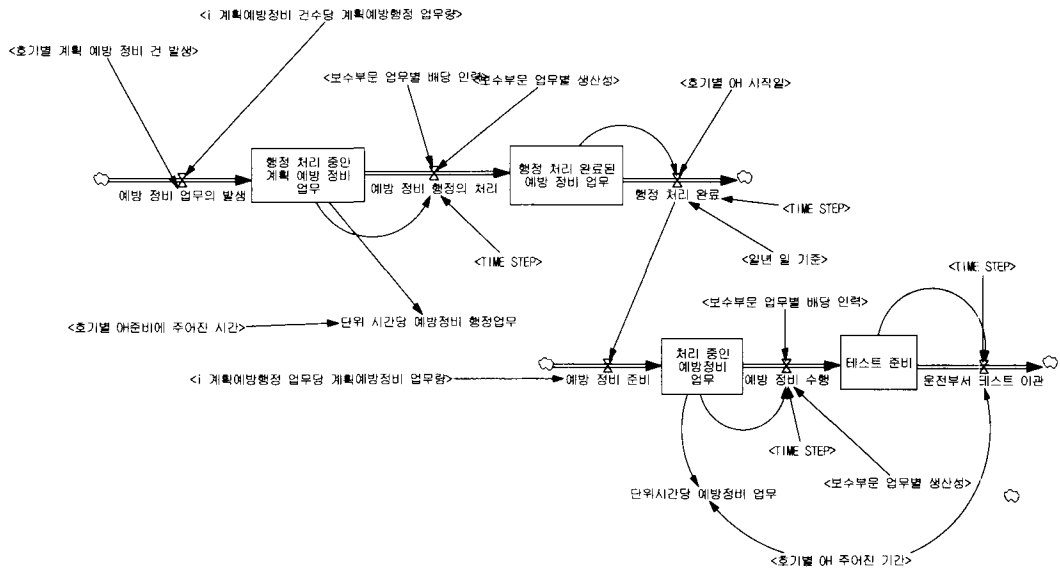 <i 계획예방정비 건수당 계획예방행정 업무량>
<호기별 계획 예방 정비 건 발생>
<보수부문 업무별 배당 인력>
<보수부문 업무별 생산성>
<호기별 OH 시작일>
행정 처리 중인
계획 예방 정비
업무
행정 처리 완료된
예방 정비 업무
예방 정비 업무의 발생
예방 정비 행정의 처리
행정 처리 완료
<TIME STEP>
<TIME STEP>
<일년 일 기준>
<TIME STEP>
<호기별 OH준비에 주어진 시간>
단위 시간당 예방정비 행정업무
<보수부문 업무별 배당 인력>
처리 중인
예방정비
업무
테스트 준비
<i 계획예방행정 업무당 계획예방정비 업무량>
예방 정비 준비
예방 정비 수행
운전부서 테스트 이관
<TIME STEP>
<보수부문 업무별 생산성>
단위시간당 예방정비 업무
<호기별 OH 주어진 기간>